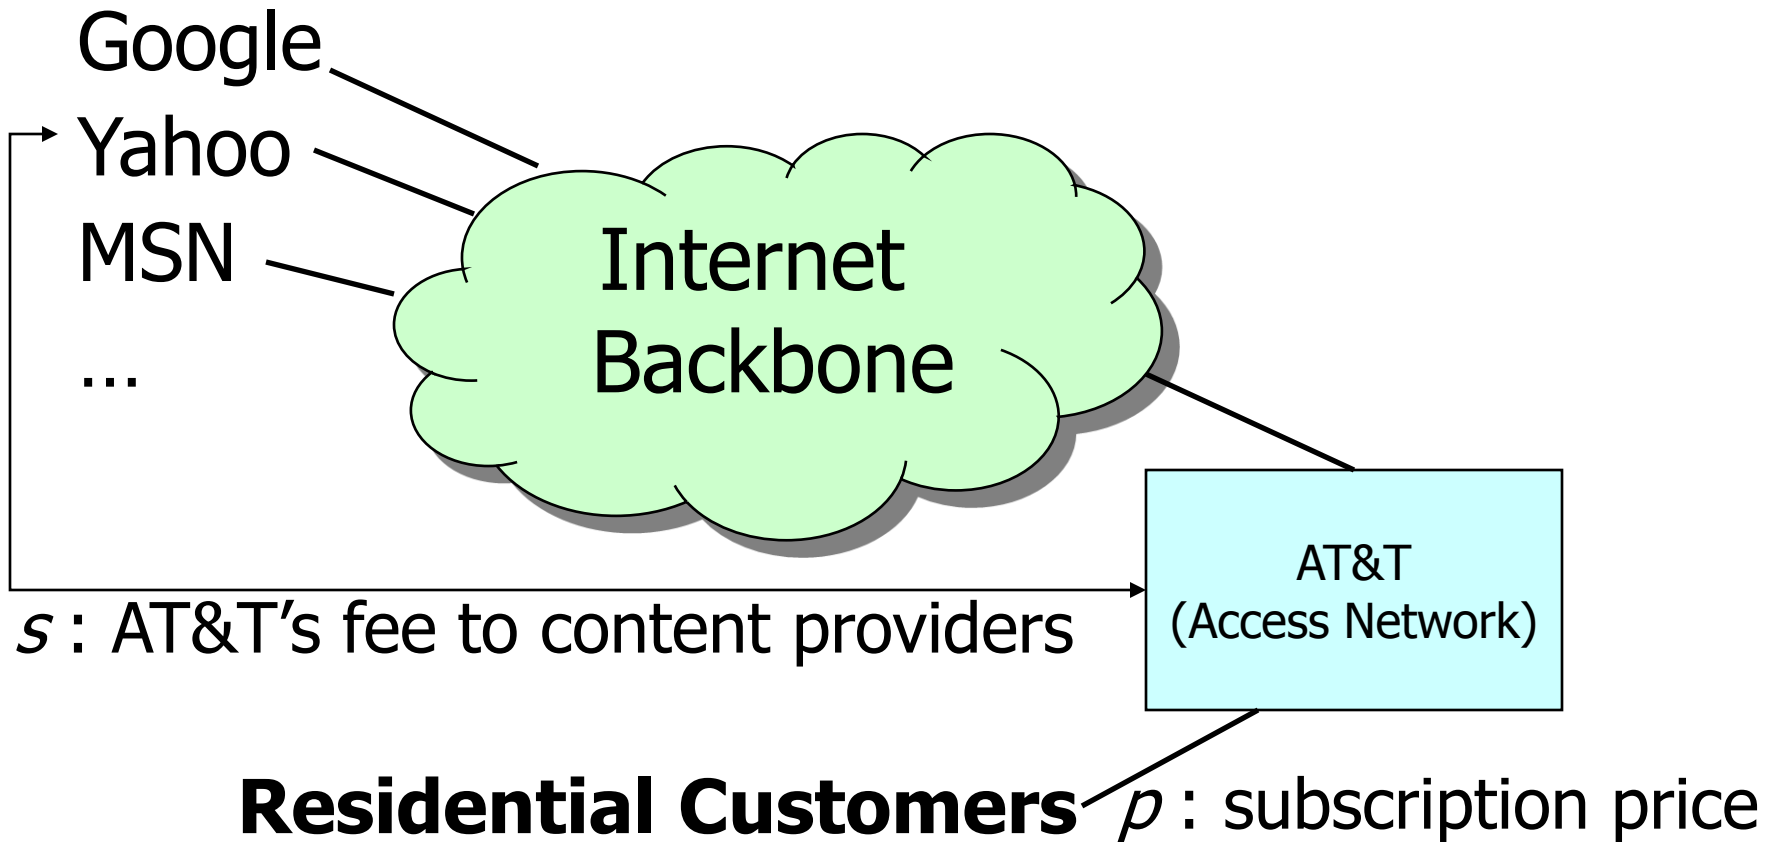 Google
Yahoo
MSN
...
Internet
Backbone
AT&T
(Access Network)
s : AT&T’s fee to content providers
Residential Customers
p : subscription price